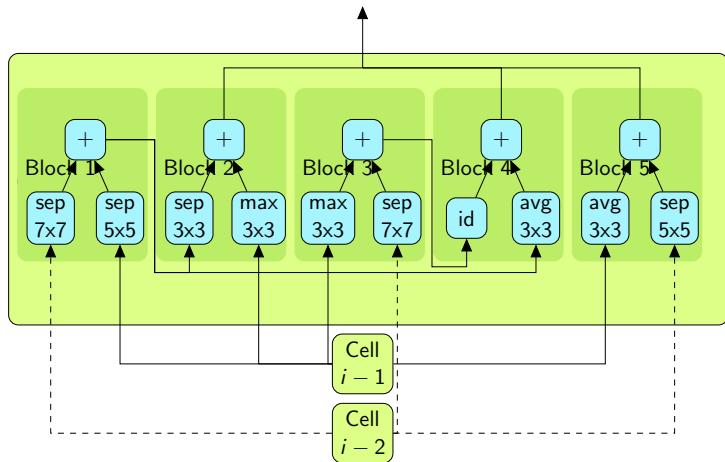 + + + + +
Block 1 Block 2 Block 3 Block 4 Block 5
sep sep sep max max sep id avg avg sep
7x7 5x5 3x3 3x3 3x3 7x7 3x3 3x3 5x5
Cell
i − 1
Cell
i − 2